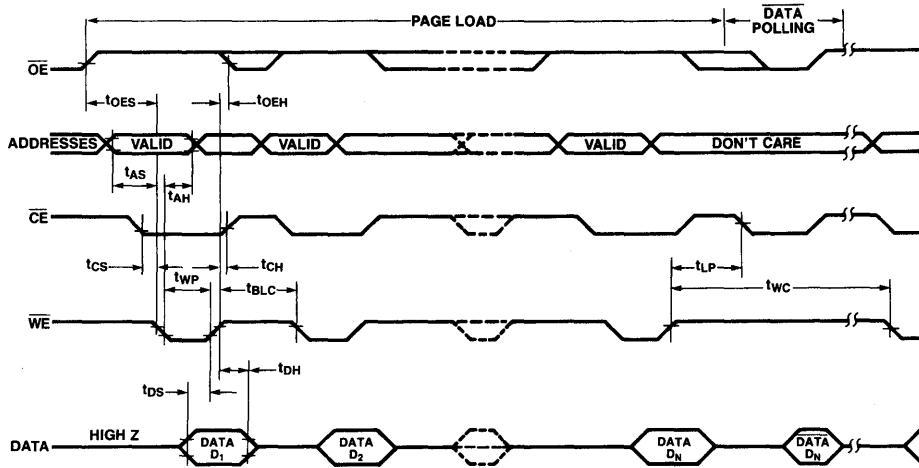 PAGE LOAD
DATA
POLLING
OE
tOES
tOEH
ADDRESSES
VALID
VALID
VALID
DON'T CARE
tAS
tAH
CE
tCS
tWP
tCH
tBLC
tLP
tWC
WE
tDS
tDH
DATA
HIGH Z
DATA
D1
DATA
D2
DATA
DN
DATA
DN